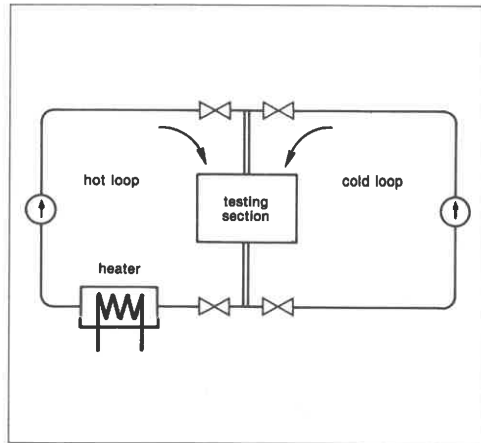 hot loop
cold loop
testing
section
heater